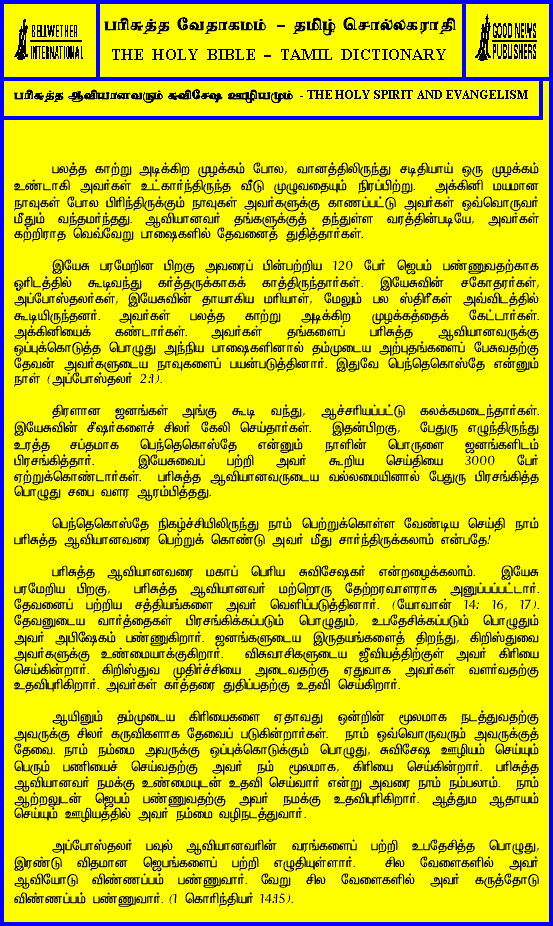 BELLWETHER
INTERNATIONAL
பரிசுத்த வேதாகமம் – தமிழ் சொல்லகராதி
THE HOLY BIBLE – TAMIL DICTIONARY
GOOD NEWS
PUBLISHERS
பரிசுத்த ஆவியானவரும் சுவிசேஷ ஊழியமும் - THE HOLY SPIRIT AND EVANGELISM
பலத்த காற்று அடிக்கிற முழக்கம் போல, வானத்திலிருந்து சடிதியாய் ஒரு முழக்கம்
உண்டாகி அவர்கள் உட்கார்ந்திருந்த வீடு முழுவதையும் நிரப்பிற்று. அக்கினி மயமான
நாவுகள் போல பிரிந்திருக்கும் நாவுகள் அவர்களுக்கு காணப்பட்டு அவர்கள் ஒவ்வொருவர்
மீதும் வந்தமர்ந்தது. ஆவியானவர் தங்களுக்குத் தந்துள்ள வரத்தின்படியே, அவர்கள்
கற்றிராத வெவ்வேறு பாஷைகளில் தேவனைத் துதித்தார்கள்.
இயேசு பரமேறின பிறகு அவரைப் பின்பற்றிய 120 பேர் ஜெபம் பண்ணுவதற்காக
ஓரிடத்தில் கூடிவந்து கர்த்தருக்காகக் காத்திருந்தார்கள். இயேசுவின் சகோதரர்கள்,
அப்போஸ்தலர்கள், இயேசுவின் தாயாகிய மரியாள், மேலும் பல ஸ்திரீகள் அவ்விடத்தில்
கூடியிருந்தனர். அவர்கள் பலத்த காற்று அடிக்கிற முழக்கத்தைக் கேட்டார்கள்.
அக்கினியைக் கண்டார்கள். அவர்கள் தங்களைப் பரிசுத்த ஆவியானவருக்கு
ஒப்புக்கொடுத்த பொழுது அந்நிய பாஷைகளினால் தம்முடைய அற்புதங்களைப் பேசுவதற்கு
தேவன் அவர்களுடைய நாவுகளைப் பயன்படுத்தினார். இதுவே பெந்தெகொஸ்தே என்னும்
நாள் (அப்போஸ்தலர் 2:1).
திரளான ஜனங்கள் அங்கு கூடி வந்து, ஆச்சரியப்பட்டு கலக்கமடைந்தார்கள்.
இயேசுவின் சீஷர்களைச் சிலர் கேலி செய்தார்கள். இதன்பிறகு, பேதுரு எழுந்திருந்து
உரத்த சப்தமாக பெந்தெகொஸ்தே என்னும் நாளின் பொருளை ஜனங்களிடம்
பிரசங்கித்தார். இயேசுவைப் பற்றி அவர் கூறிய செய்தியை 3000 பேர்
ஏற்றுக்கொண்டார்கள். பரிசுத்த ஆவியானவருடைய வல்லமையினால் பேதுரு பிரசங்கித்த
பொழுது சபை வளர ஆரம்பித்தது.
பெந்தெகொஸ்தே நிகழ்ச்சியிலிருந்து நாம் பெற்றுக்கொள்ள வேண்டிய செய்தி நாம்
பரிசுத்த ஆவியானவரை பெற்றுக் கொண்டு அவர் மீது சார்ந்திருக்கலாம் என்பதே!
பரிசுத்த ஆவியானவரை மகாப் பெரிய சுவிசேஷகர் என்றழைக்கலாம். இயேசு
பரமேறிய பிறகு, பரிசுத்த ஆவியானவர் மற்றொரு தேற்றரவாளராக அனுப்பப்பட்டார்.
தேவனைப் பற்றிய சத்தியங்களை அவர் வெளிப்படுத்தினார். (யோவான் 14: 16, 17).
தேவனுடைய வார்த்தைகள் பிரசங்கிக்கப்படும் பொழுதும், உபதேசிக்கப்படும் பொழுதும்
அவர் அபிஷேகம் பண்ணுகிறார். ஜனங்களுடைய இருதயங்களைத் திறந்து, கிறிஸ்துவை
அவர்களுக்கு உண்மையாக்குகிறார். விசுவாசிகளுடைய ஜீவியத்திற்குள் அவர் கிரியை
செய்கின்றார். கிறிஸ்துவ முதிர்ச்சியை அடைவதற்கு ஏதுவாக அவர்கள் வளர்வதற்கு
உதவிபுரிகிறார். அவர்கள் கர்த்தரை துதிப்பதற்கு உதவி செய்கிறார்.
ஆயினும் தம்முடைய கிரியைகளை ஏதாவது ஒன்றின் மூலமாக நடத்துவதற்கு
அவருக்கு சிலர் கருவிகளாக தேவைப் படுகின்றார்கள். நாம் ஒவ்வொருவரும் அவருக்குத்
தேவை. நாம் நம்மை அவருக்கு ஒப்புக்கொடுக்கும் பொழுது, சுவிசேஷ ஊழியம் செய்யும்
பெரும் பணியைச் செய்வதற்கு அவர் நம் மூலமாக, கிரியை செய்கின்றார். பரிசுத்த
ஆவியானவர் நமக்கு உண்மையுடன் உதவி செய்வார் என்று அவரை நாம் நம்பலாம். நாம்
ஆற்றலுடன் ஜெபம் பண்ணுவதற்கு அவர் நமக்கு உதவிபுரிகிறார். ஆத்தும ஆதாயம்
செய்யும் ஊழியத்தில் அவர் நம்மை வழிநடத்துவார்.
அப்போஸ்தலர் பவுல் ஆவியானவரின் வரங்களைப் பற்றி உபதேசித்த பொழுது,
இரண்டு விதமான ஜெபங்களைப் பற்றி எழுதியுள்ளார். சில வேளைகளில் அவர்
ஆவியோடு விண்ணப்பம் பண்ணுவார். வேறு சில வேளைகளில் அவர் கருத்தோடு
விண்ணப்பம் பண்ணுவார். (1 கொரிந்தியர் 14:15).